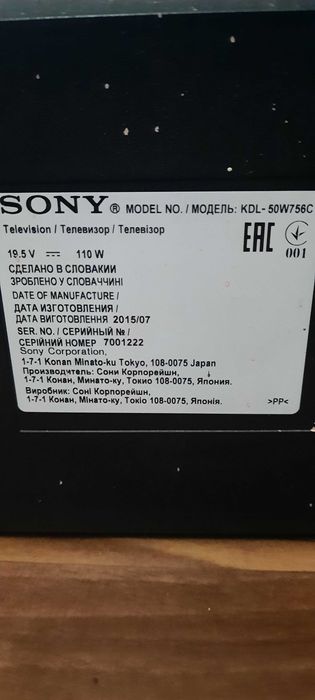 SONY® MODEL NO. / МОДЕЛЬ: KDL-50W756C
Television / Телевизор / Телевізор
EAC
001
19.5 V ⎓ 110 W
СДЕЛАНО В СЛОВАКИИ
ЗРОБЛЕНО У СЛОВАЧЧИНІ
DATE OF MANUFACTURE /
ДАТА ИЗГОТОВЛЕНИЯ /
ДАТА ВИГОТОВЛЕННЯ 2015/07
SER. NO. / СЕРИЙНЫЙ № /
СЕРІЙНИЙ НОМЕР 7001222
Sony Corporation,
1-7-1 Konan Minato-ku Tokyo, 108-0075 Japan
Производитель: Сони Корпорейшн,
1-7-1 Конан, Минато-ку, Токио 108-0075, Япония.
Виробник: Соні Корпорейшн,
1-7-1 Конан, Мінато-ку, Токіо 108-0075, Японія.
>PP<